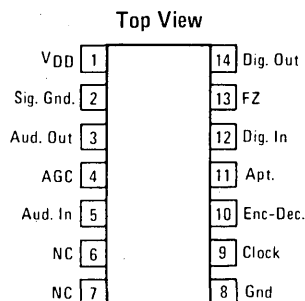 Top View
VDD 1 14 Dig. Out
Sig. Gnd. 2 13 FZ
Aud. Out 3 12 Dig. In
AGC 4 11 Apt.
Aud. In 5 10 Enc-Dec.
NC 6 9 Clock
NC 7 8 Gnd